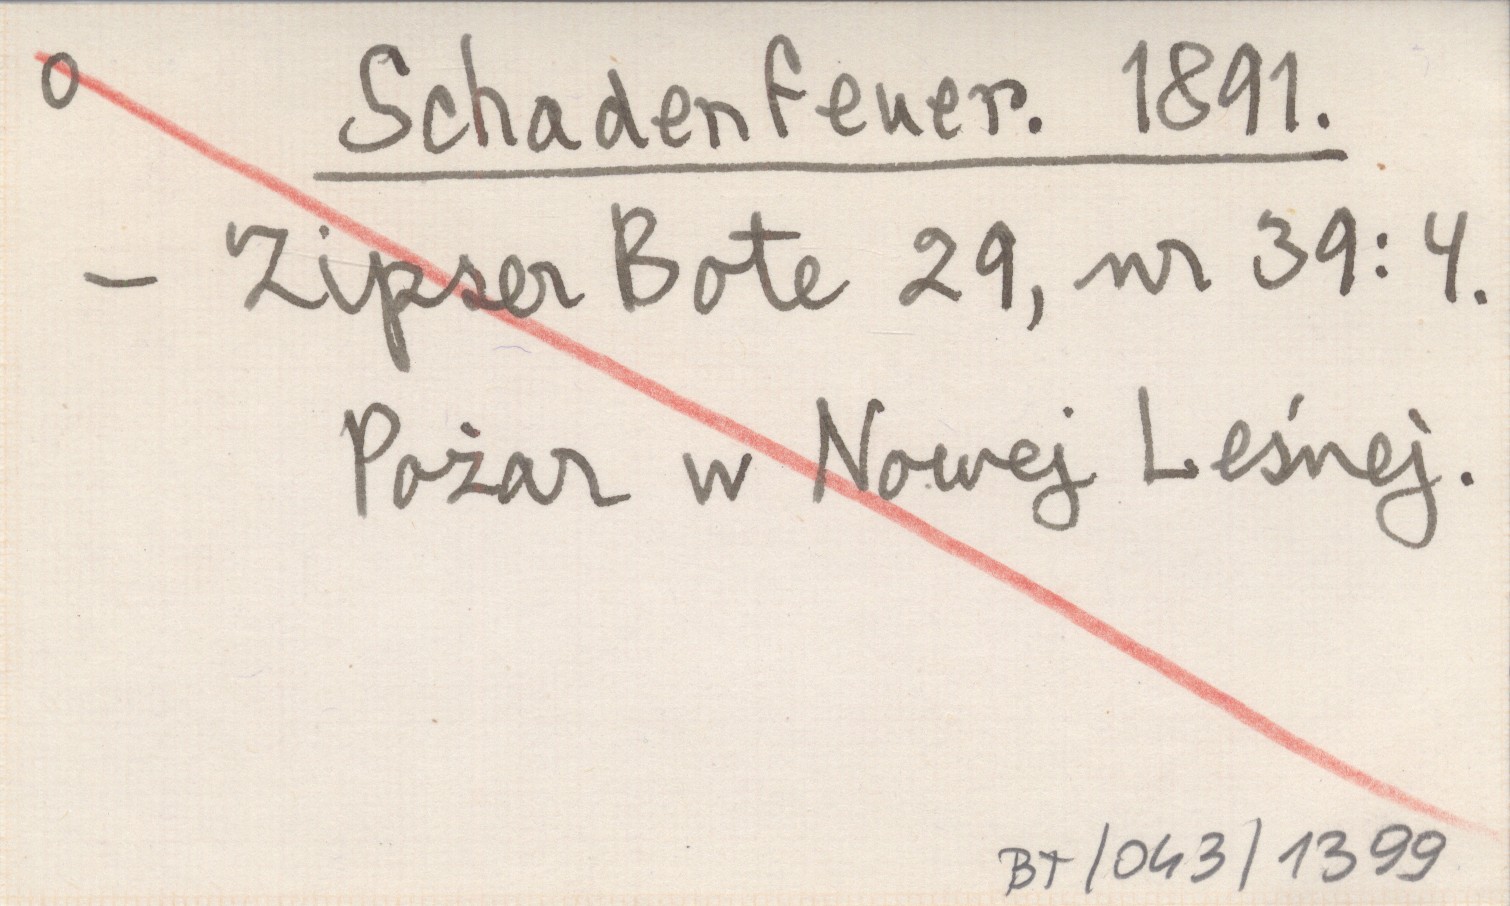 O Schadenfeuer. 1891.
- Zipser Bote 29, nr 39: 4.
Pożar w Nowej Leśnej.
BT/043/1399